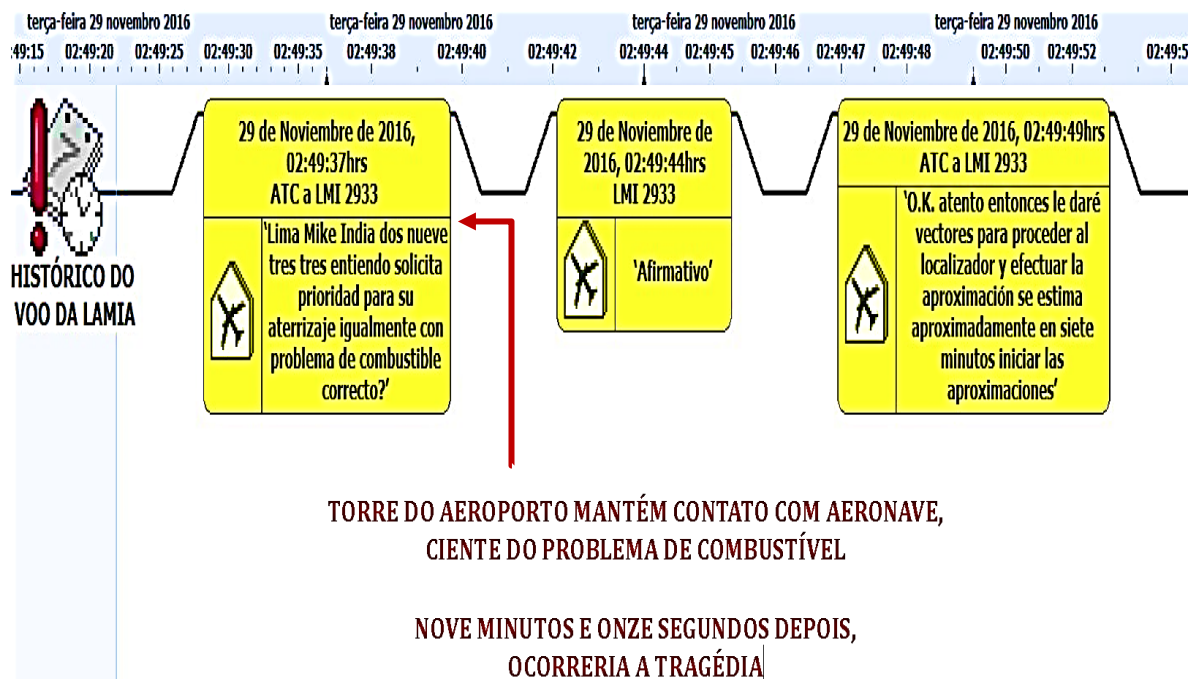 terça-feira 29 novembro 2016 terça-feira 29 novembro 2016 terça-feira 29 novembro 2016 terça-feira 29 novembro 2016
:49:15 02:49:20 02:49:25 02:49:30 02:49:35 02:49:38 02:49:40 02:49:42 02:49:44 02:49:45 02:49:46 02:49:47 02:49:48 02:49:50 02:49:52 02:49:5
HISTÓRICO DO
VOO DA LAMIA
29 de Noviembre de 2016,
02:49:37hrs
ATC a LMI 2933
'Lima Mike India dos nueve
tres tres entiendo solicita
prioridad para su
aterrizaje igualmente con
problema de combustible
correcto?'
29 de Noviembre de
2016, 02:49:44hrs
LMI 2933
'Afirmativo'
29 de Noviembre de 2016, 02:49:49hrs
ATC a LMI 2933
'O.K. atento entonces le daré
vectores para proceder al
localizador y efectuar la
aproximación se estima
aproximadamente en siete
minutos iniciar las
aproximaciones'
TORRE DO AEROPORTO MANTÉM CONTATO COM AERONAVE,
CIENTE DO PROBLEMA DE COMBUSTÍVEL
NOVE MINUTOS E ONZE SEGUNDOS DEPOIS,
OCORRERIA A TRAGÉDIA